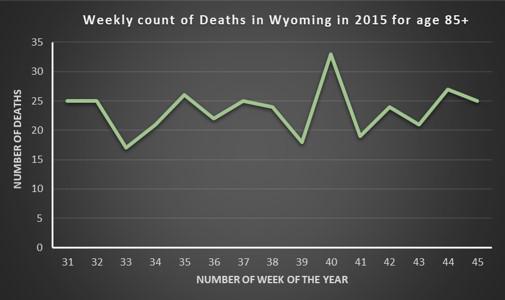 Weekly count of Deaths in Wyoming in 2015 for age 85+
NUMBER OF DEATHS
35
30
25
20
15
10
5
0
31 32 33 34 35 36 37 38 39 40 41 42 43 44 45
NUMBER OF WEEK OF THE YEAR